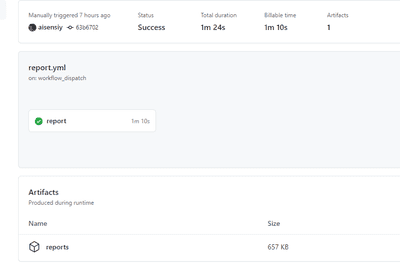 Manually triggered 7 hours ago Status Total duration Billable time Artifacts
aisensiy 63b6702 Success 1m 24s 1m 10s 1
report.yml
on: workflow_dispatch
report 1m 10s
Artifacts
Produced during runtime
Name Size
reports 657 KB